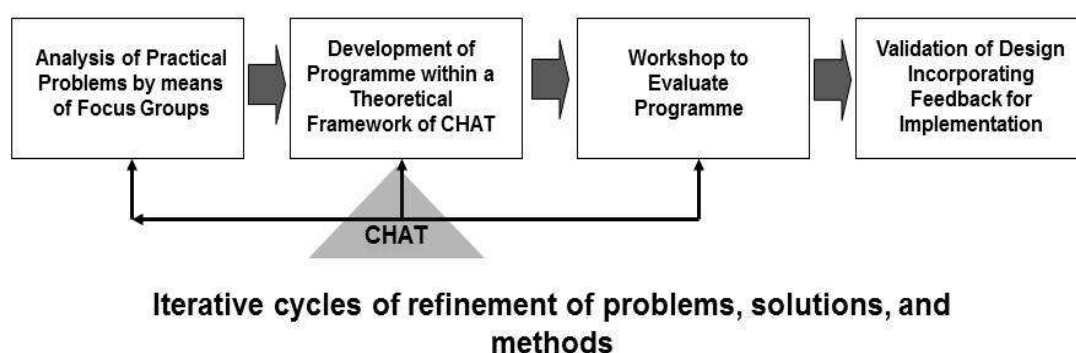 Analysis of Practical
Problems by means
of Focus Groups
Development of
Programme within a
Theoretical
Framework of CHAT
Workshop to
Evaluate
Programme
Validation of Design
Incorporating
Feedback for
Implementation
CHAT
Iterative cycles of refinement of problems, solutions, and
methods